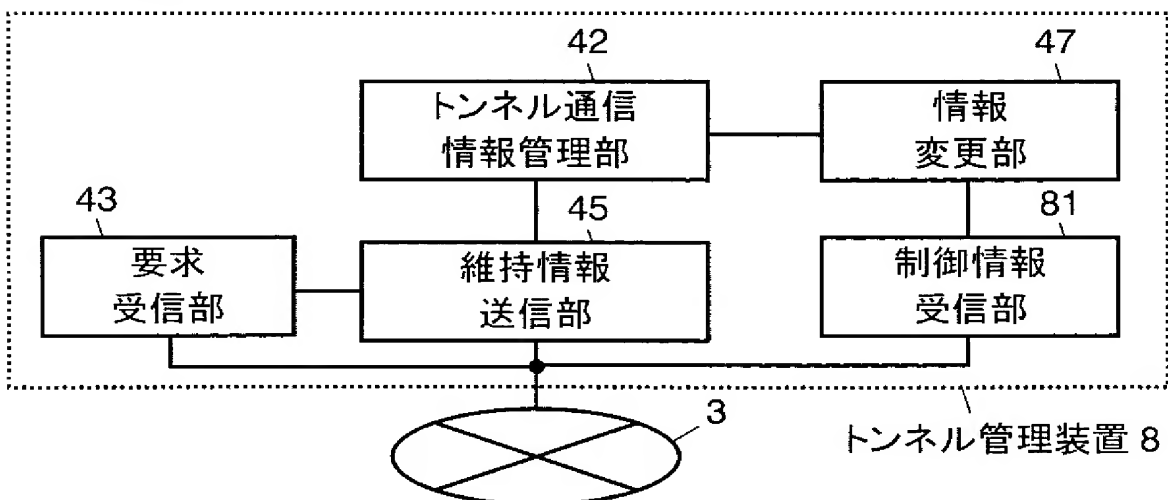 42
トンネル通信
情報管理部
47
情報
変更部
43
要求
受信部
45
維持情報
送信部
81
制御情報
受信部
3
トンネル管理装置 8